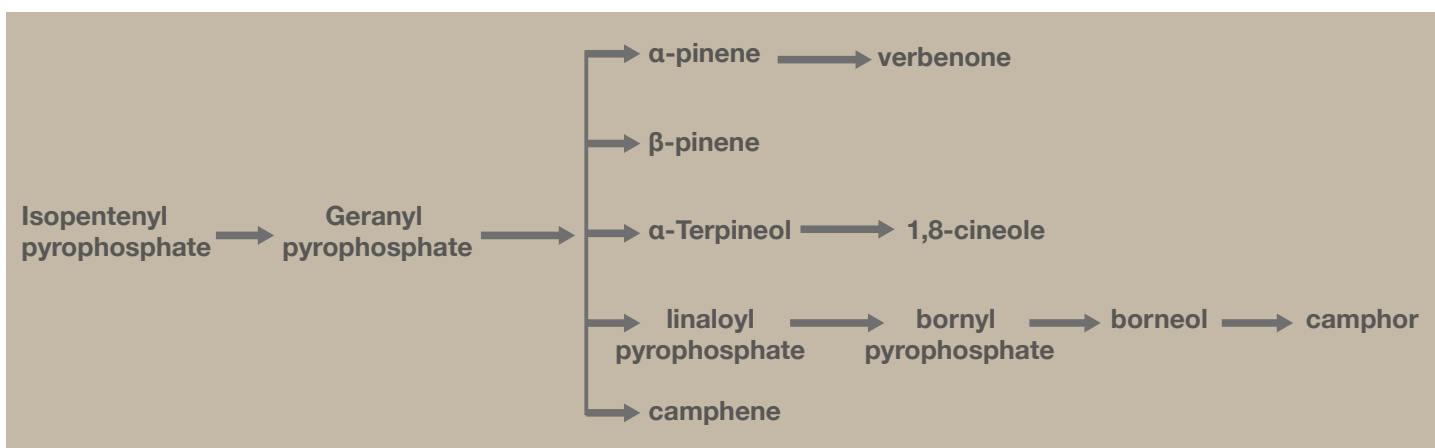 α-pinene
verbenone
β-pinene
Isopentenyl
pyrophosphate
Geranyl
pyrophosphate
α-Terpineol
1,8-cineole
linaloyl
pyrophosphate
bornyl
pyrophosphate
borneol
camphor
camphene